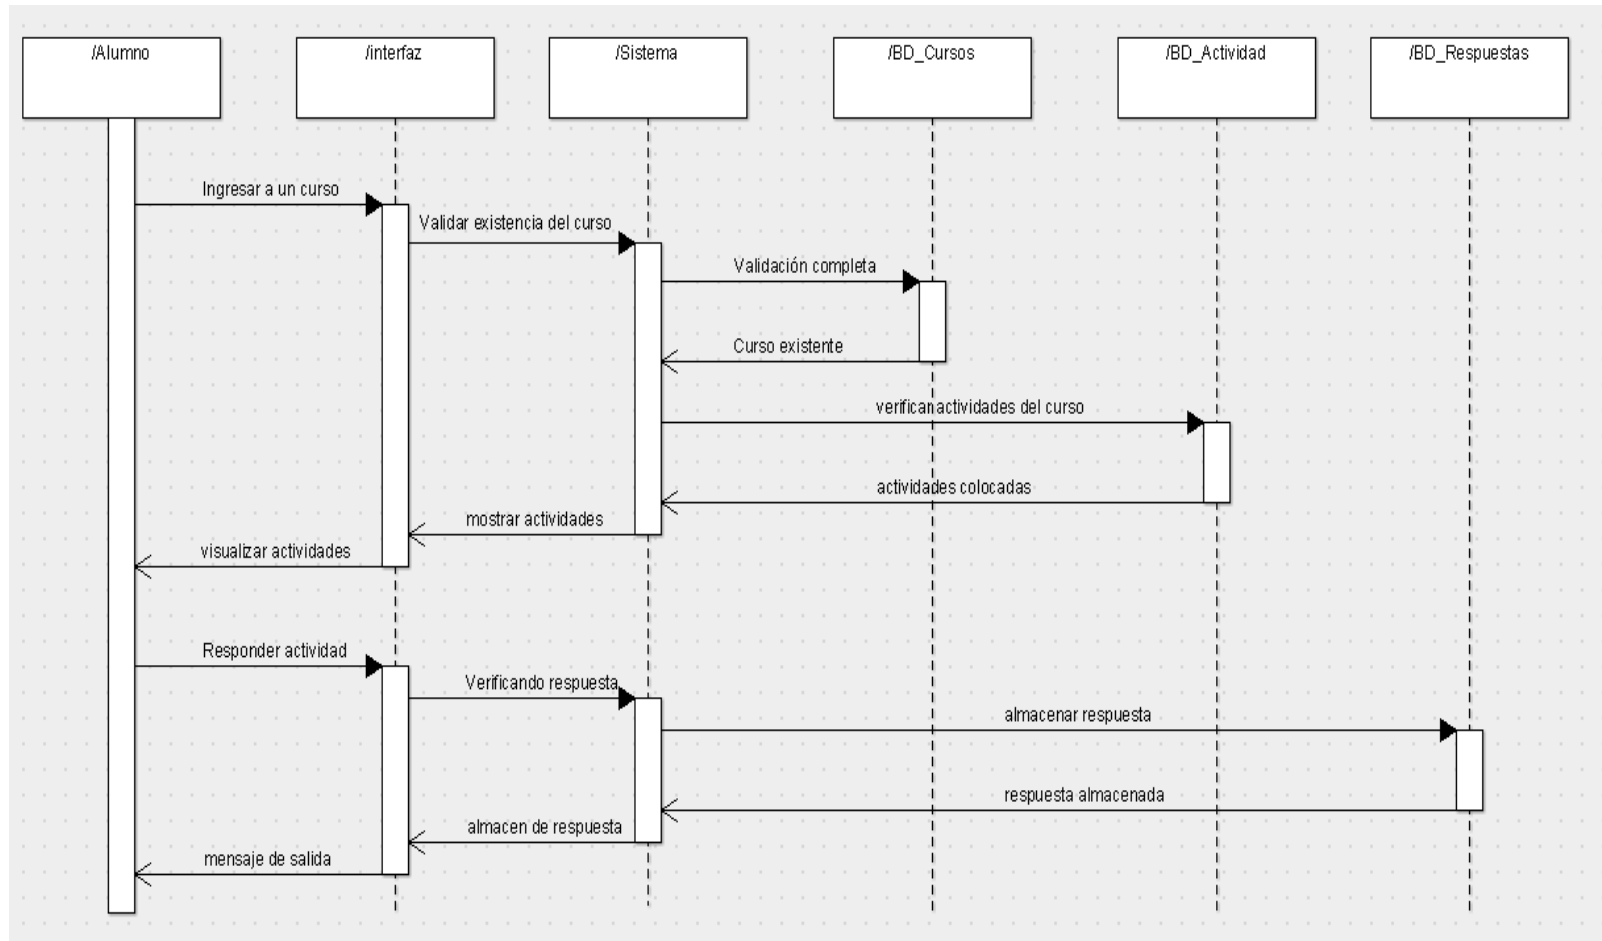 /Alumno
/interfaz
/Sistema
/BD_Cursos
/BD_Actividad
/BD_Respuestas
Ingresar a un curso
Validar existencia del curso
Validación completa
Curso existente
verificar actividades del curso
actividades colocadas
mostrar actividades
visualizar actividades
Responder actividad
Verificando respuesta
almacenar respuesta
respuesta almacenada
almacen de respuesta
mensaje de salida